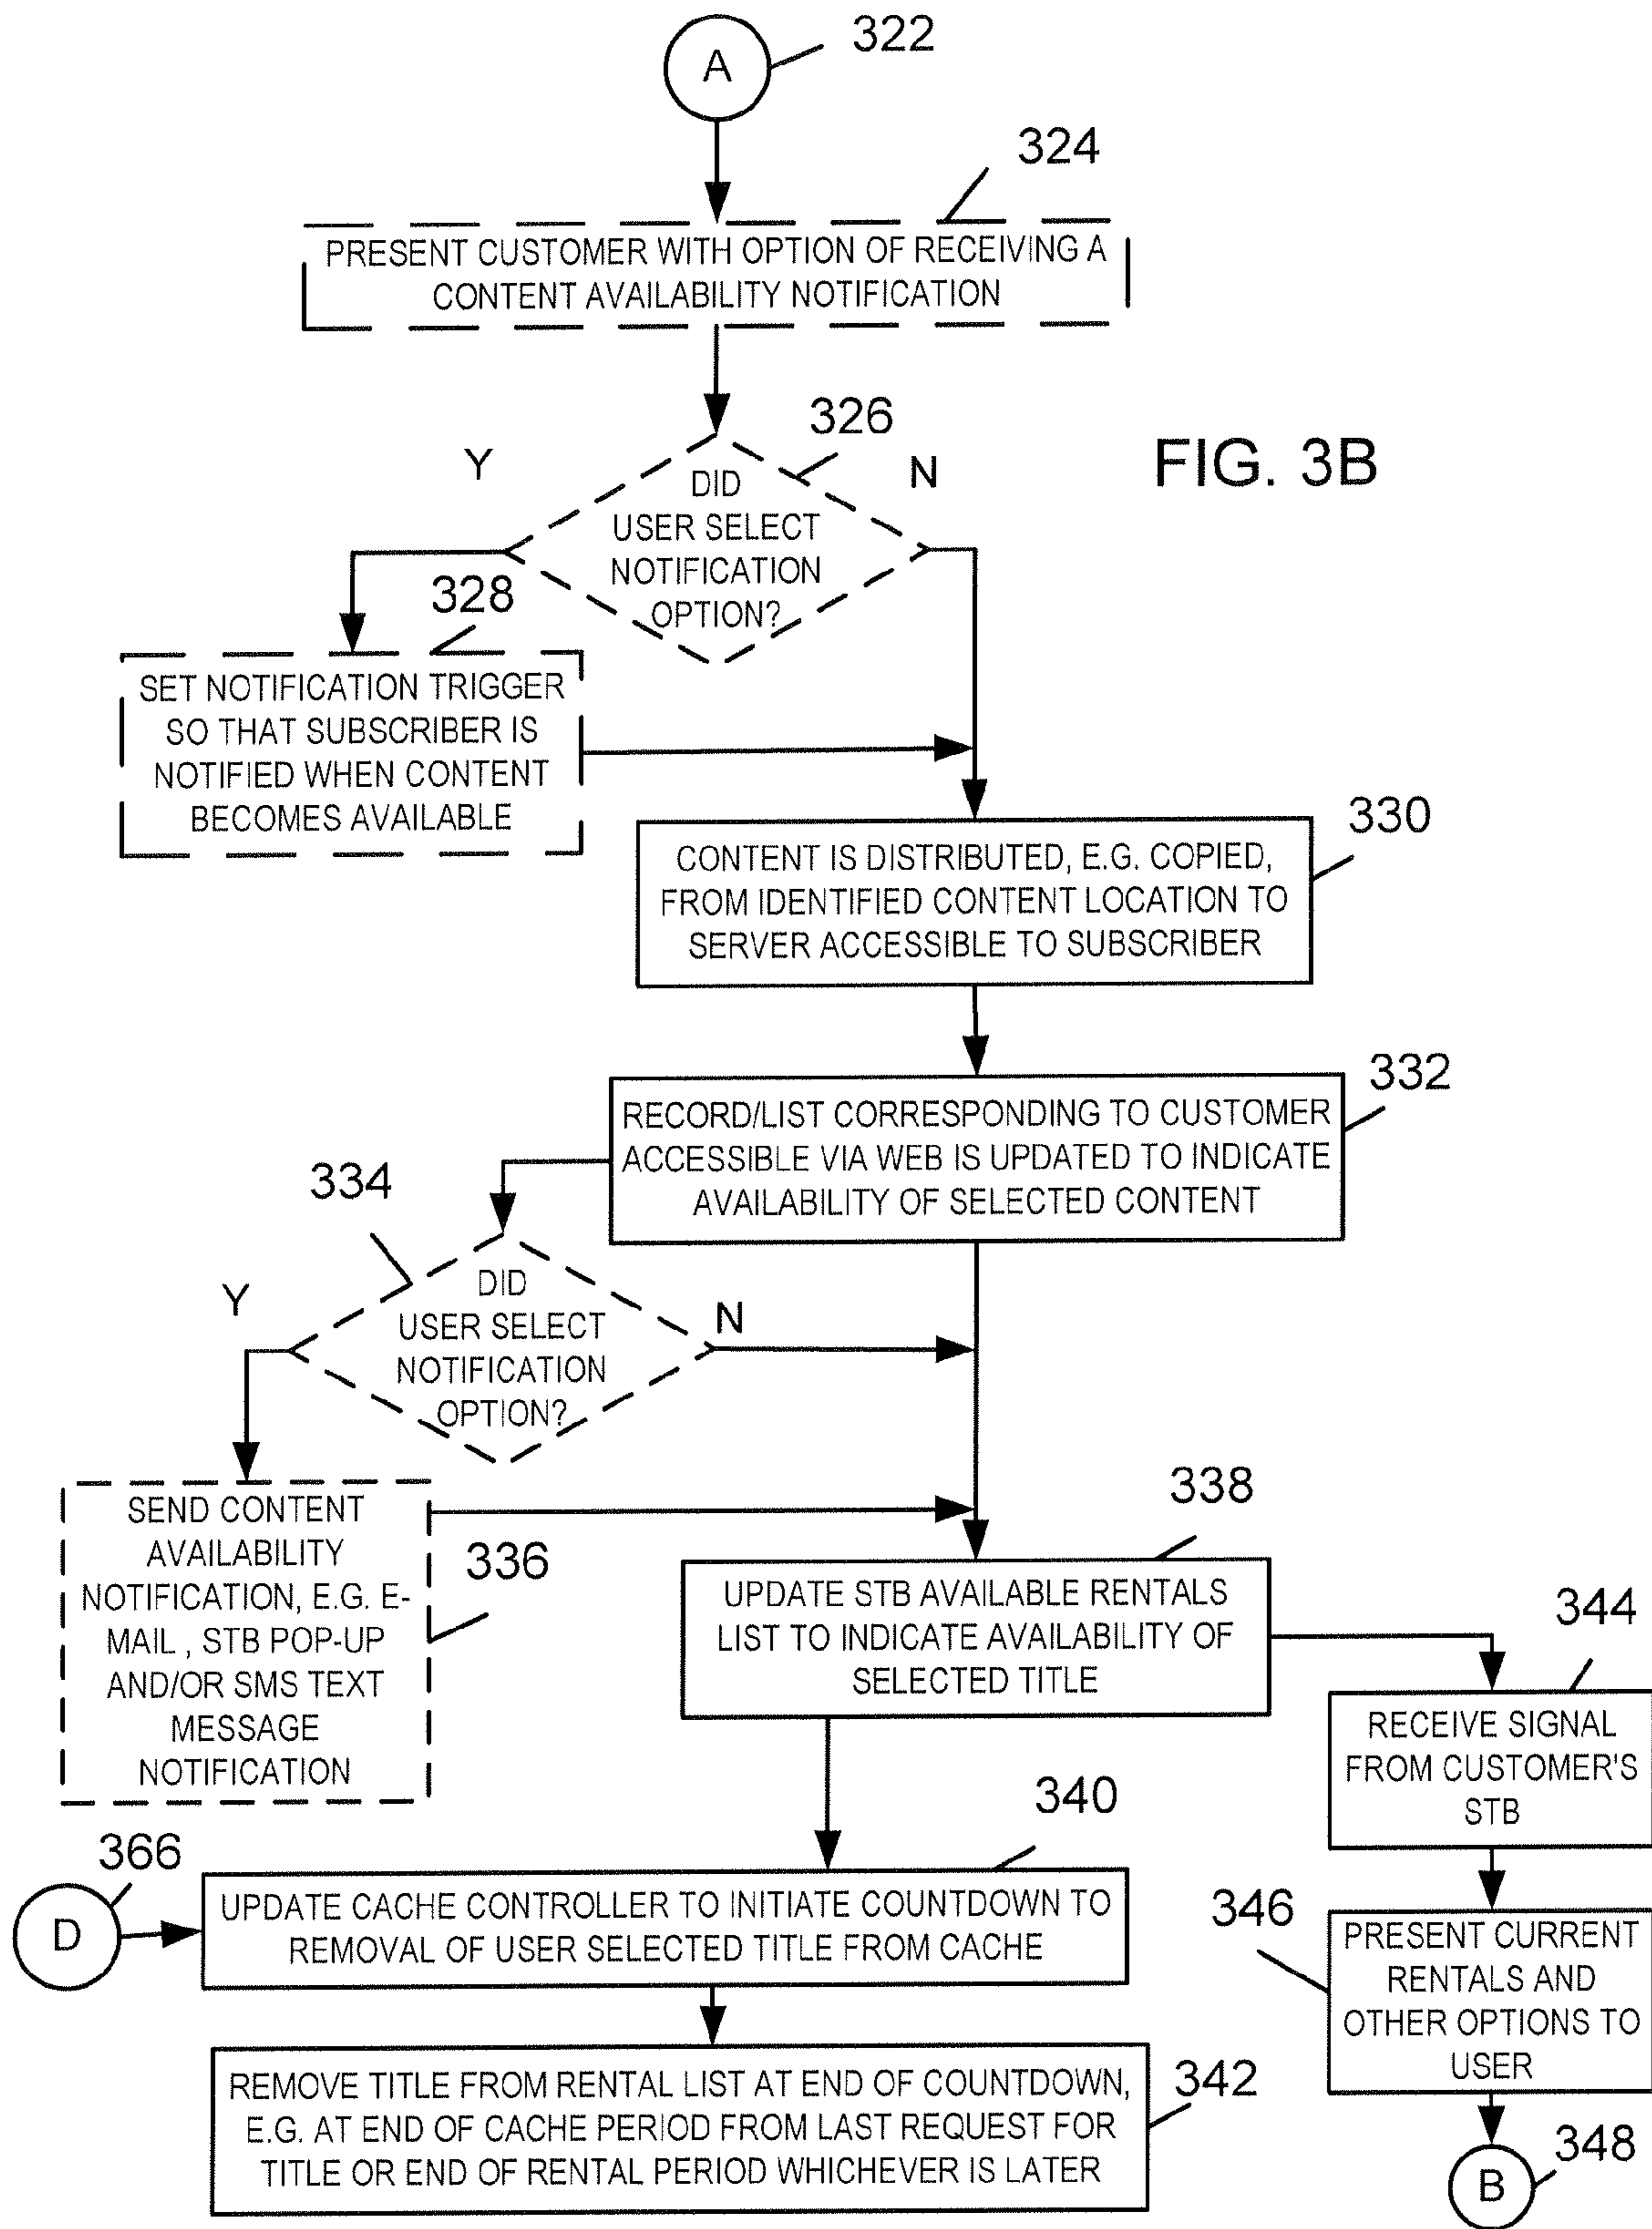 A
322
324
PRESENT CUSTOMER WITH OPTION OF RECEIVING A
CONTENT AVAILABILITY NOTIFICATION
326
FIG. 3B
Y
N
DID
USER SELECT
NOTIFICATION
OPTION?
328
SET NOTIFICATION TRIGGER
SO THAT SUBSCRIBER IS
NOTIFIED WHEN CONTENT
BECOMES AVAILABLE
330
CONTENT IS DISTRIBUTED, E.G. COPIED,
FROM IDENTIFIED CONTENT LOCATION TO
SERVER ACCESSIBLE TO SUBSCRIBER
332
RECORD/LIST CORRESPONDING TO CUSTOMER
ACCESSIBLE VIA WEB IS UPDATED TO INDICATE
AVAILABILITY OF SELECTED CONTENT
334
Y
N
DID
USER SELECT
NOTIFICATION
OPTION?
336
SEND CONTENT
AVAILABILITY
NOTIFICATION, E.G. E-
MAIL , STB POP-UP
AND/OR SMS TEXT
MESSAGE
NOTIFICATION
338
UPDATE STB AVAILABLE RENTALS
LIST TO INDICATE AVAILABILITY OF
SELECTED TITLE
344
RECEIVE SIGNAL
FROM CUSTOMER'S
STB
340
366
D
UPDATE CACHE CONTROLLER TO INITIATE COUNTDOWN TO
REMOVAL OF USER SELECTED TITLE FROM CACHE
346
PRESENT CURRENT
RENTALS AND
OTHER OPTIONS TO
USER
342
REMOVE TITLE FROM RENTAL LIST AT END OF COUNTDOWN,
E.G. AT END OF CACHE PERIOD FROM LAST REQUEST FOR
TITLE OR END OF RENTAL PERIOD WHICHEVER IS LATER
348
B